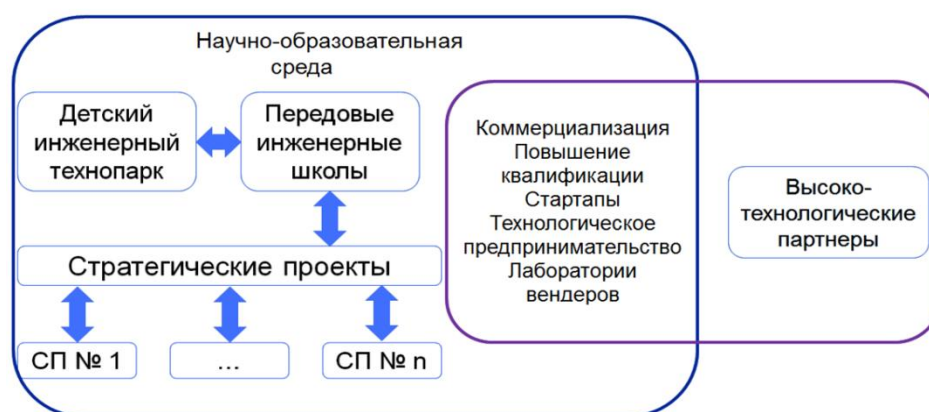 Научно-образовательная
среда
Детский
инженерный
технопарк
Передовые
инженерные
школы
Стратегические проекты
СП № 1
...
СП № n
Коммерциализация
Повышение
квалификации
Стартапы
Технологическое
предпринимательство
Лаборатории
вендеров
Высоко-
технологические
партнеры